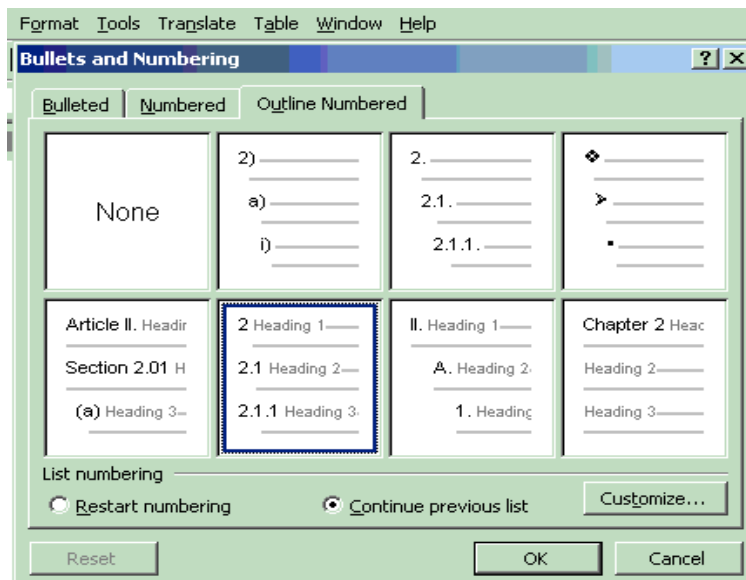 Format Tools Translate Table Window Help
Bullets and Numbering ? X
Bulleted Numbered Outline Numbered
None
2)
a)
i)
2.
2.1.
2.1.1.
Article II. Headir
Section 2.01 H
(a) Heading 3
2 Heading 1
2.1 Heading 2
2.1.1 Heading 3
II. Heading 1
A. Heading 2
1. Heading
Chapter 2 Heac
Heading 2
Heading 3
List numbering
Restart numbering Continue previous list Customize...
Reset OK Cancel